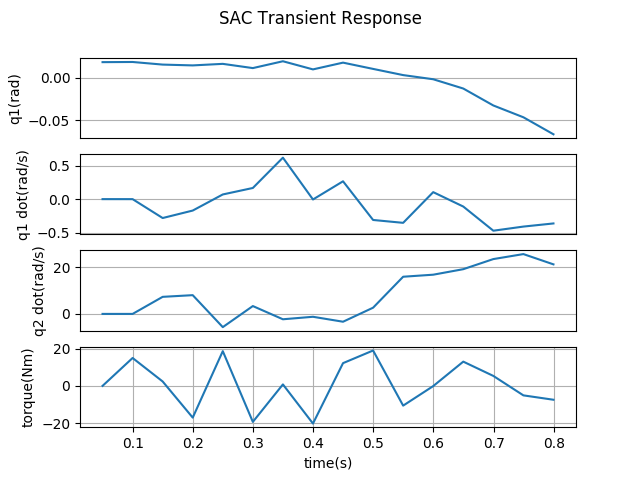 SAC Transient Response
0.00
−0.05
q1(rad)
0.5
0.0
−0.5
q1 dot(rad/s)
20
0
q2 dot(rad/s)
20
0
−20
torque(Nm)
0.1 0.2 0.3 0.4 0.5 0.6 0.7 0.8
time(s)